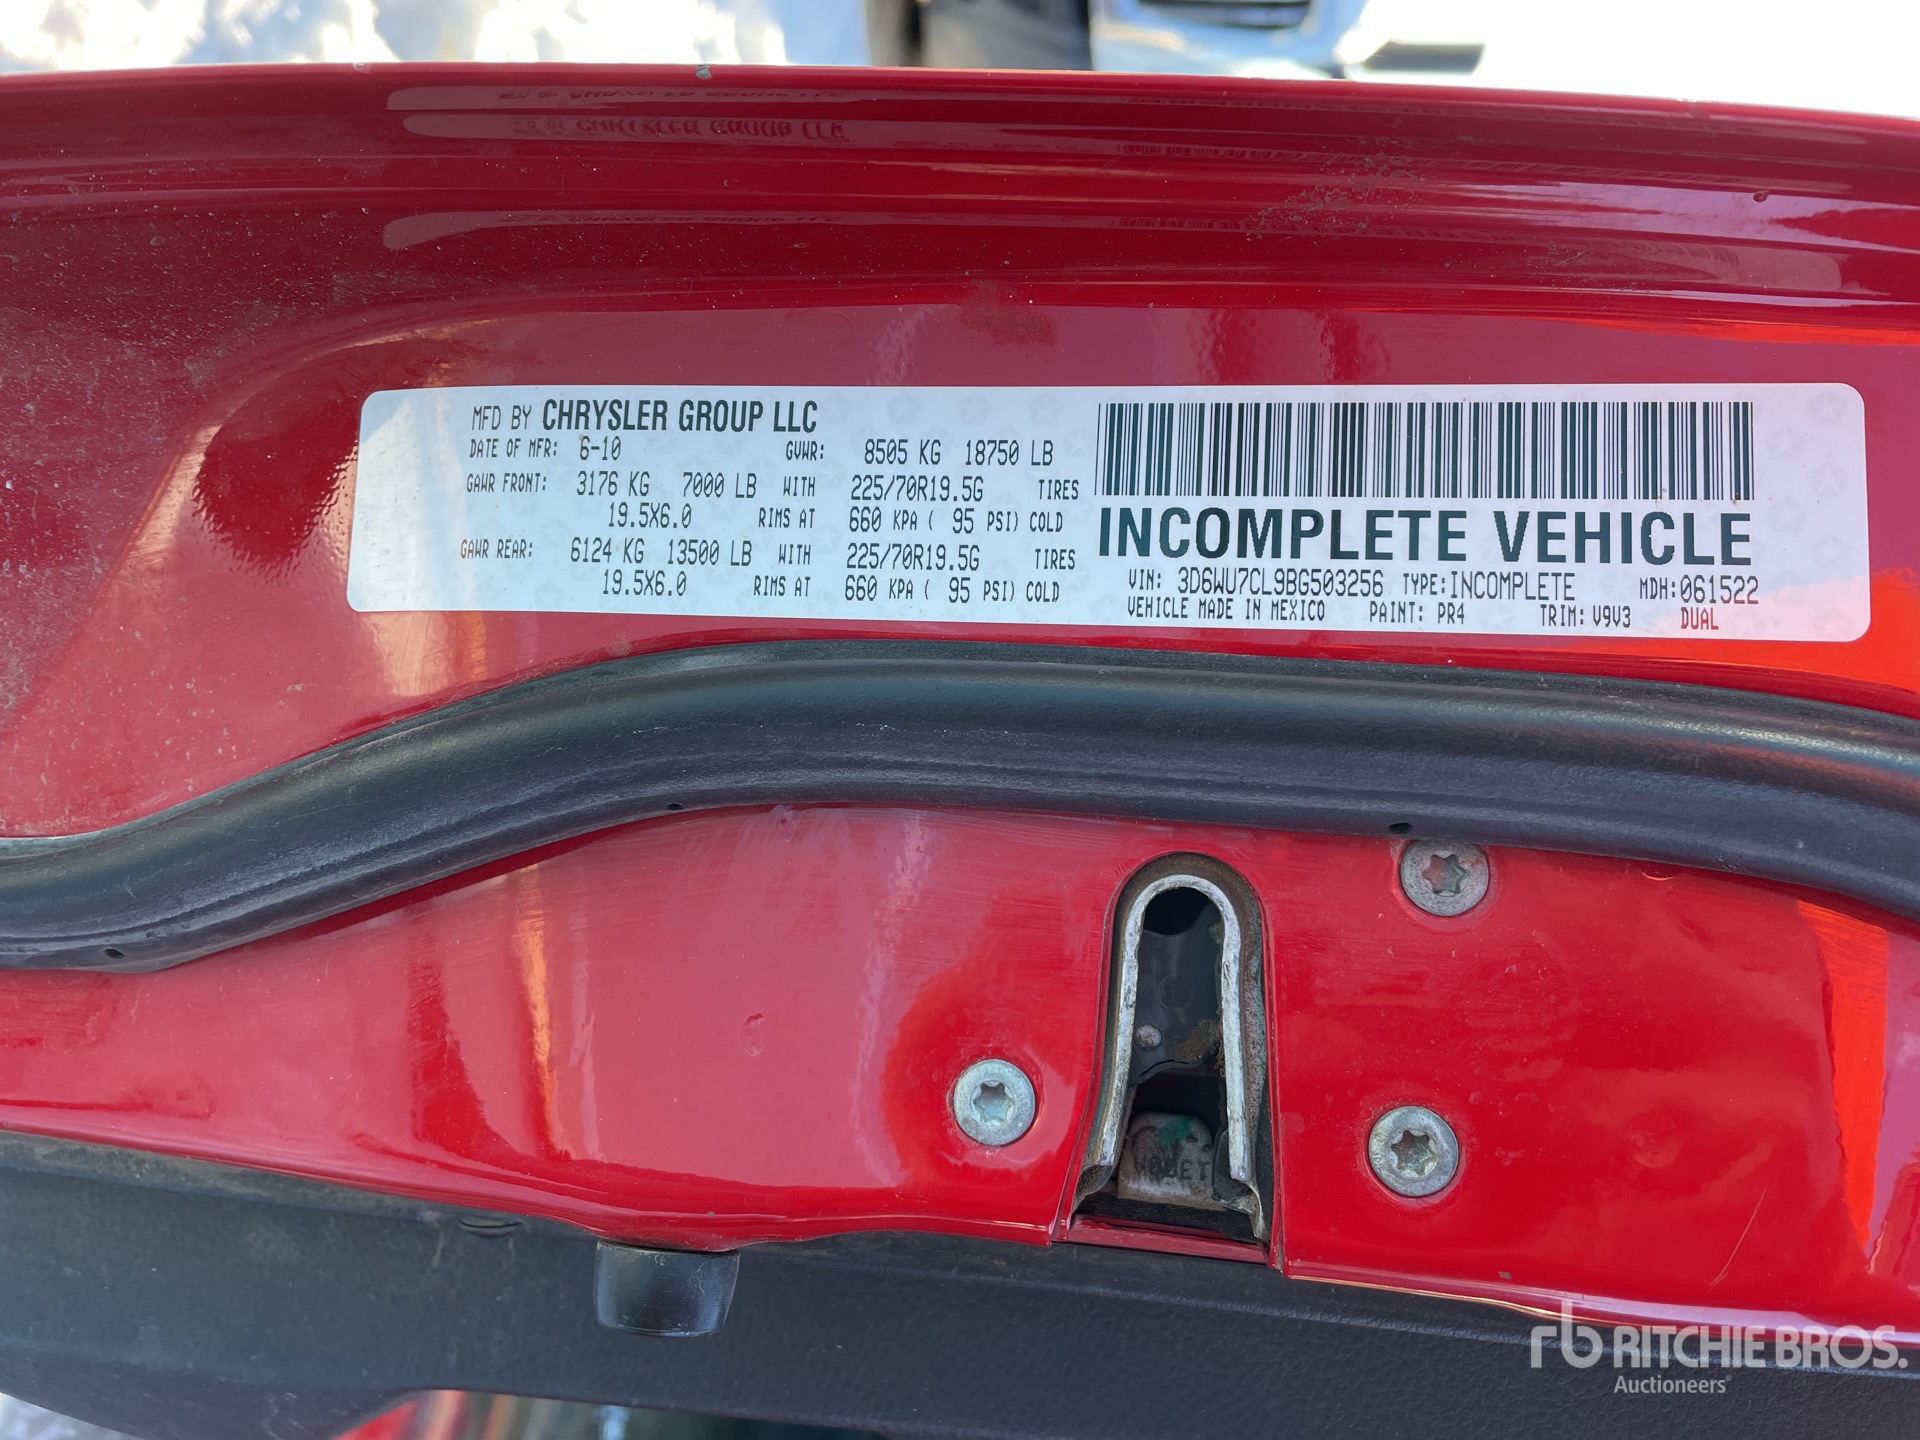 MFD BY CHRYSLER GROUP LLC
DATE OF MFR: 6-10 GVWR: 8505 KG 18750 LB
GAWR FRONT: 3176 KG 7000 LB WITH 225/70R19.5G TIRES
19.5X6.0 RIMS AT 660 KPA ( 95 PSI) COLD
GAWR REAR: 6124 KG 13500 LB WITH 225/70R19.5G TIRES
19.5X6.0 RIMS AT 660 KPA ( 95 PSI) COLD
INCOMPLETE VEHICLE
VIN: 3D6WU7CL9BG503256 TYPE:INCOMPLETE MDH:061522
VEHICLE MADE IN MEXICO PAINT: PR4 TRIM: V9V3 DUAL
rb RITCHIE BROS.
Auctioneers